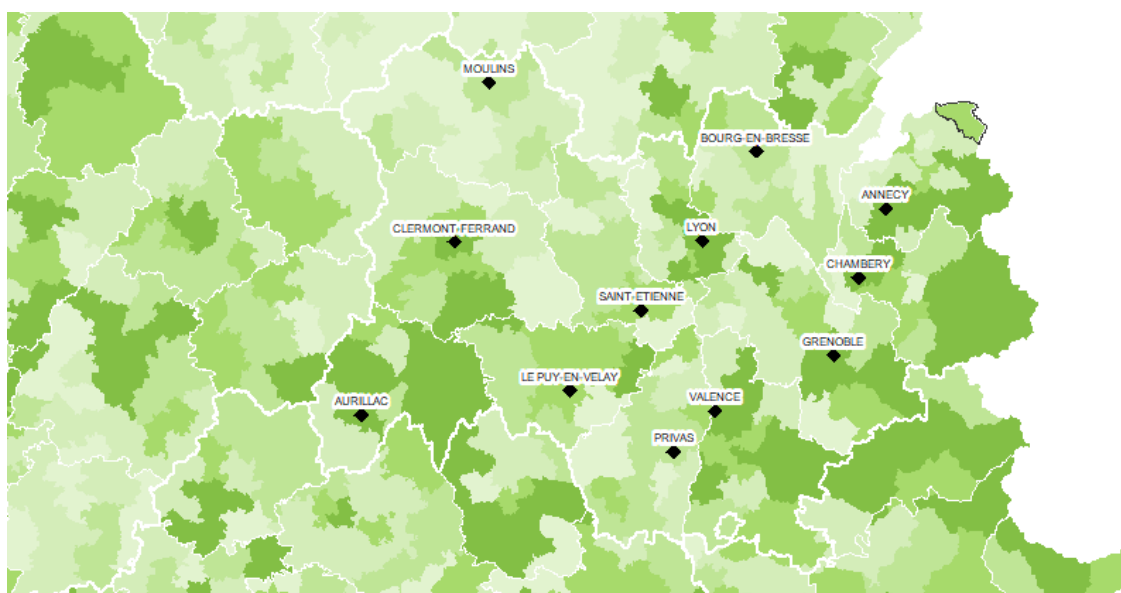 MOULINS
BOURG-EN-BRESSE
ANNECY
CLERMONT-FERRAND
LYON
CHAMBERY
SAINT-ETIENNE
GRENOBLE
LE PUY-EN-VELAY
AURILLAC
VALENCE
PRIVAS